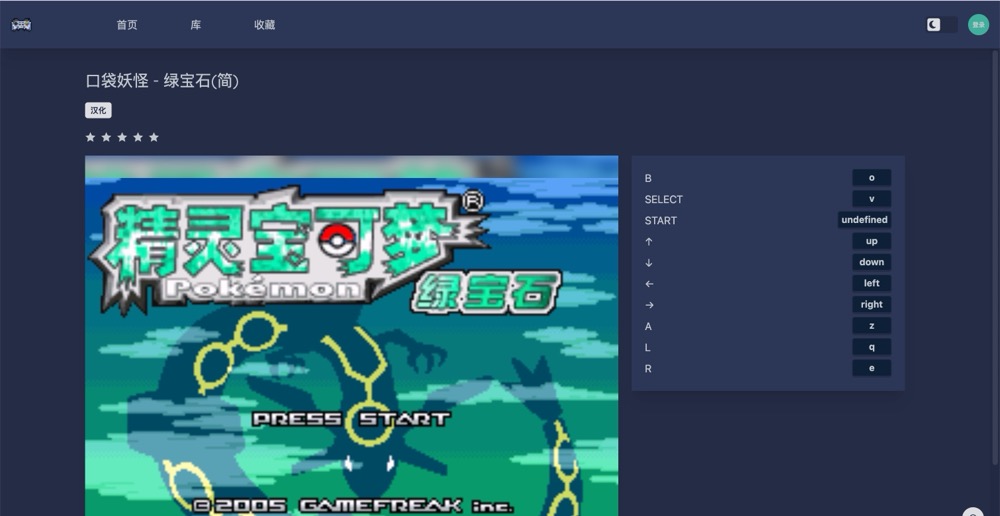 首页 库 收藏
登录
口袋妖怪 - 绿宝石(简)
汉化
精灵宝可梦®
Pokémon
绿宝石
PRESS START
©2005 GAMEFREAK inc.
B o
SELECT v
START undefined
↑ up
↓ down
← left
→ right
A z
L q
R e